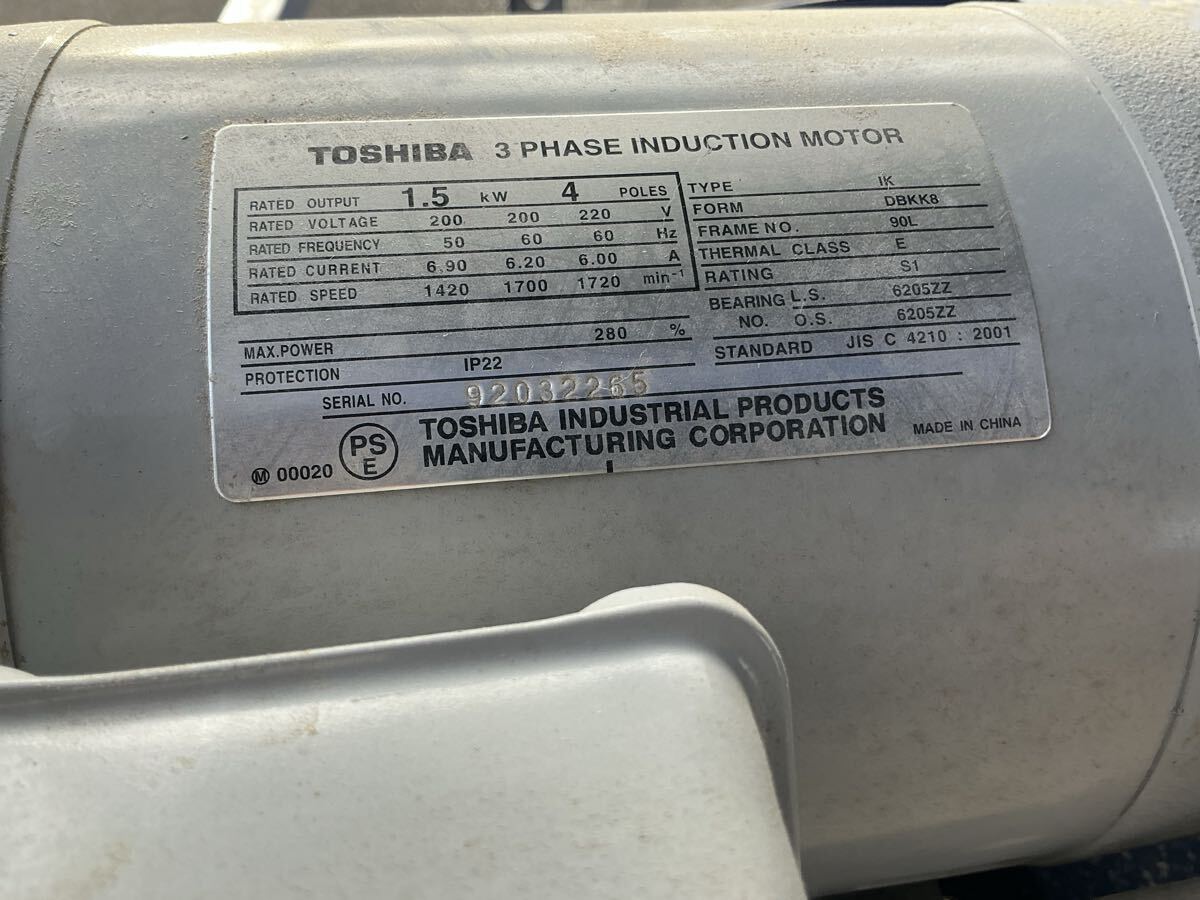 TOSHIBA 3 PHASE INDUCTION MOTOR
RATED OUTPUT 1.5 kW 4 POLES
RATED VOLTAGE 200 200 220 V
RATED FREQUENCY 50 60 60 Hz
RATED CURRENT 6.90 6.20 6.00 A
RATED SPEED 1420 1700 1720 min-1
MAX.POWER 280 %
PROTECTION IP22
TYPE IK
FORM DBKK8
FRAME NO. 90L
THERMAL CLASS E
RATING S1
BEARING L.S. 6205ZZ
NO. O.S. 6205ZZ
STANDARD JIS C 4210 : 2001
SERIAL NO. 92032265
M 00020
PS
E
TOSHIBA INDUSTRIAL PRODUCTS
MANUFACTURING CORPORATION
MADE IN CHINA